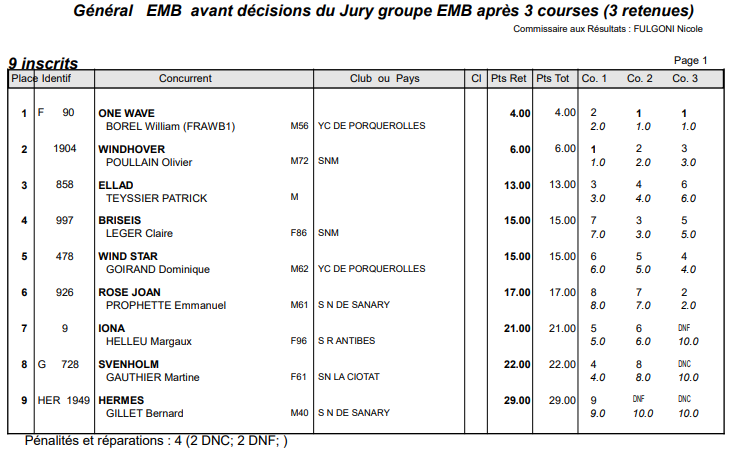 Général EMB avant décisions du Jury groupe EMB après 3 courses (3 retenues)
Commissaire aux Résultats : FULGONI Nicole
9 inscrits Page 1
Place Identif Concurrent Club ou Pays Cl Pts Ret Pts Tot Co. 1 Co. 2 Co. 3
1 F 90 ONE WAVE 4.00 4.00 2 1 1
BOREL William (FRAWB1) M56 YC DE PORQUEROLLES 2.0 1.0 1.0
2 1904 WINDHOVER 6.00 6.00 1 2 3
POULLAIN Olivier M72 SNM 1.0 2.0 3.0
3 858 ELLAD 13.00 13.00 3 4 6
TEYSSIER PATRICK M 3.0 4.0 6.0
4 997 BRISEIS 15.00 15.00 7 3 5
LEGER Claire F86 SNM 7.0 3.0 5.0
5 478 WIND STAR 15.00 15.00 6 5 4
GOIRAND Dominique M62 YC DE PORQUEROLLES 6.0 5.0 4.0
6 926 ROSE JOAN 17.00 17.00 8 7 2
PROPHETTE Emmanuel M61 S N DE SANARY 8.0 7.0 2.0
7 9 IONA 21.00 21.00 5 6 DNF
HELLEU Margaux F96 S R ANTIBES 5.0 6.0 10.0
8 G 728 SVENHOLM 22.00 22.00 4 8 DNC
GAUTHIER Martine F61 SN LA CIOTAT 4.0 8.0 10.0
9 HER 1949 HERMES 29.00 29.00 9 DNF DNC
GILLET Bernard M40 S N DE SANARY 9.0 10.0 10.0
Pénalités et réparations : 4 (2 DNC; 2 DNF; )